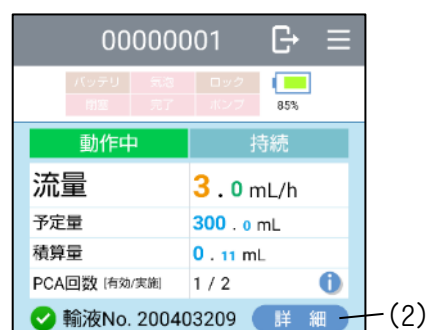 00000001
バッテリ 気泡 ロック
閉塞 完了 ポンプ 85%
動作中 持続
流量 3.0 mL/h
予定量 300.0 mL
積算量 0.11 mL
PCA回数 [有効/実施] 1 / 2
輸液No. 200403209 詳細 (2)